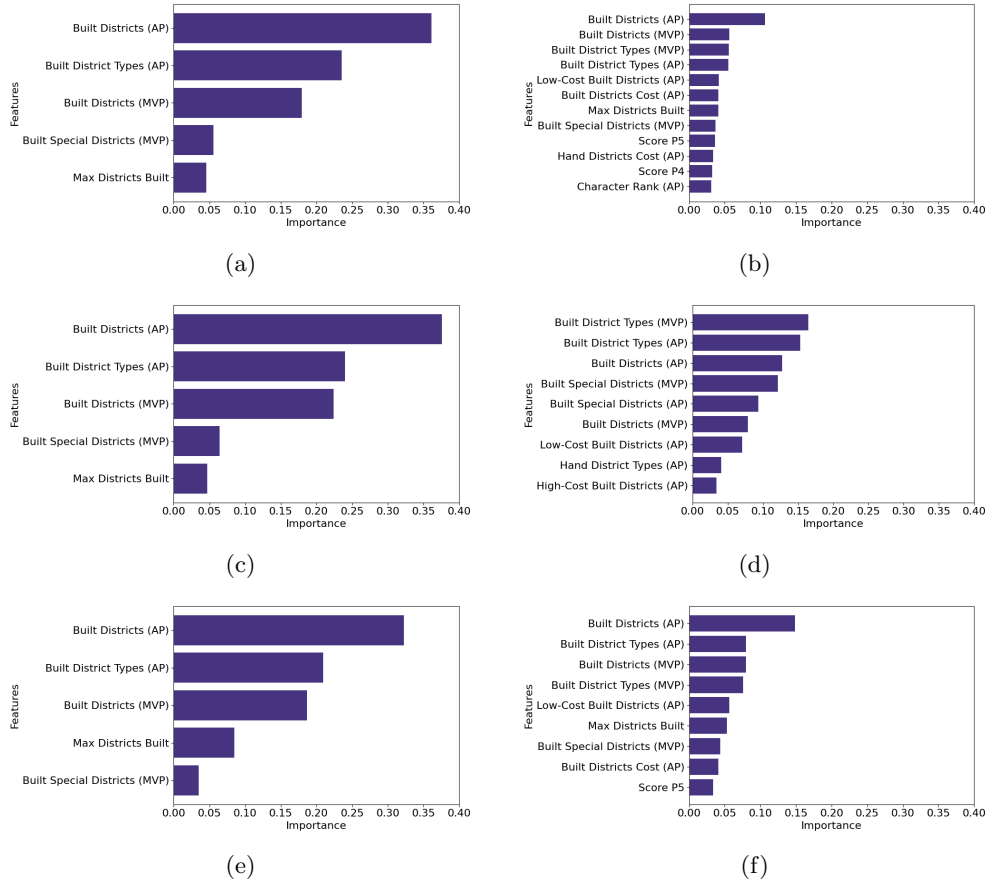 Features
Built Districts (AP)
Built District Types (AP)
Built Districts (MVP)
Built Special Districts (MVP)
Max Districts Built
0.00 0.05 0.10 0.15 0.20 0.25 0.30 0.35 0.40
Importance
(a)
Features
Built Districts (AP)
Built Districts (MVP)
Built District Types (MVP)
Built District Types (AP)
Low-Cost Built Districts (AP)
Built Districts Cost (AP)
Max Districts Built
Built Special Districts (MVP)
Score P5
Hand Districts Cost (AP)
Score P4
Character Rank (AP)
0.00 0.05 0.10 0.15 0.20 0.25 0.30 0.35 0.40
Importance
(b)
Features
Built Districts (AP)
Built District Types (AP)
Built Districts (MVP)
Built Special Districts (MVP)
Max Districts Built
0.00 0.05 0.10 0.15 0.20 0.25 0.30 0.35 0.40
Importance
(c)
Features
Built District Types (MVP)
Built District Types (AP)
Built Districts (AP)
Built Special Districts (MVP)
Built Special Districts (AP)
Built Districts (MVP)
Low-Cost Built Districts (AP)
Hand District Types (AP)
High-Cost Built Districts (AP)
0.00 0.05 0.10 0.15 0.20 0.25 0.30 0.35 0.40
Importance
(d)
Features
Built Districts (AP)
Built District Types (AP)
Built Districts (MVP)
Max Districts Built
Built Special Districts (MVP)
0.00 0.05 0.10 0.15 0.20 0.25 0.30 0.35 0.40
Importance
(e)
Features
Built Districts (AP)
Built District Types (AP)
Built Districts (MVP)
Built District Types (MVP)
Low-Cost Built Districts (AP)
Max Districts Built
Built Special Districts (MVP)
Built Districts Cost (AP)
Score P5
0.00 0.05 0.10 0.15 0.20 0.25 0.30 0.35 0.40
Importance
(f)